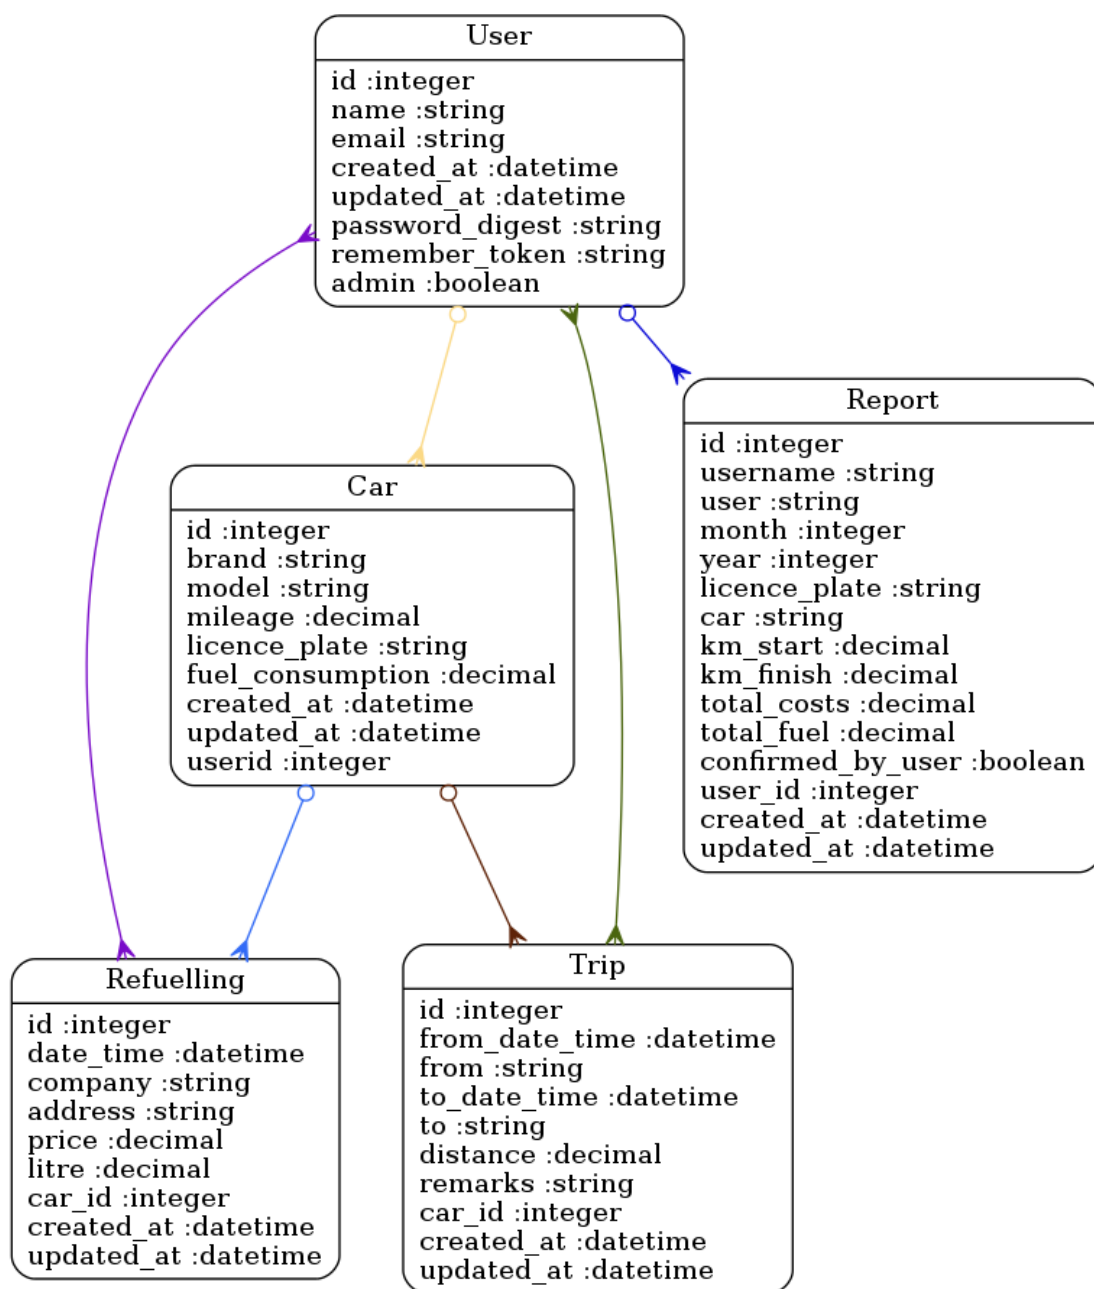 User
id :integer
name :string
email :string
created_at :datetime
updated_at :datetime
password_digest :string
remember_token :string
admin :boolean
Report
id :integer
username :string
user :string
month :integer
year :integer
licence_plate :string
car :string
km_start :decimal
km_finish :decimal
total_costs :decimal
total_fuel :decimal
confirmed_by_user :boolean
user_id :integer
created_at :datetime
updated_at :datetime
Car
id :integer
brand :string
model :string
mileage :decimal
licence_plate :string
fuel_consumption :decimal
created_at :datetime
updated_at :datetime
userid :integer
Refuelling
id :integer
date_time :datetime
company :string
address :string
price :decimal
litre :decimal
car_id :integer
created_at :datetime
updated_at :datetime
Trip
id :integer
from_date_time :datetime
from :string
to_date_time :datetime
to :string
distance :decimal
remarks :string
car_id :integer
created_at :datetime
updated_at :datetime